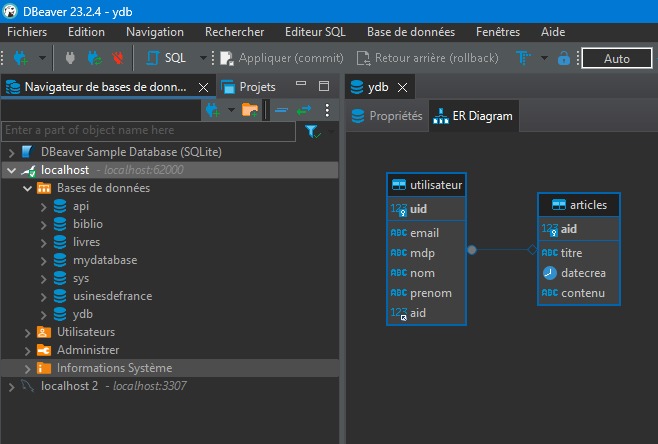 DBeaver 23.2.4 - ydb
Fichiers Edition Navigation Rechercher Editeur SQL Base de données Fenêtres Aide
SQL Appliquer (commit) Retour arrière (rollback) Auto
Navigateur de bases de donn... Projets
Enter a part of object name here
DBeaver Sample Database (SQLite)
localhost - localhost:62000
Bases de données
api
biblio
livres
mydatabase
sys
usinesdefrance
ydb
Utilisateurs
Administrer
Informations Système
localhost 2 - localhost:3307
ydb
Propriétés ER Diagram
utilisateur
123 uid
ABC email
ABC mdp
ABC nom
ABC prenom
123 aid
articles
123 aid
ABC titre
datecrea
ABC contenu